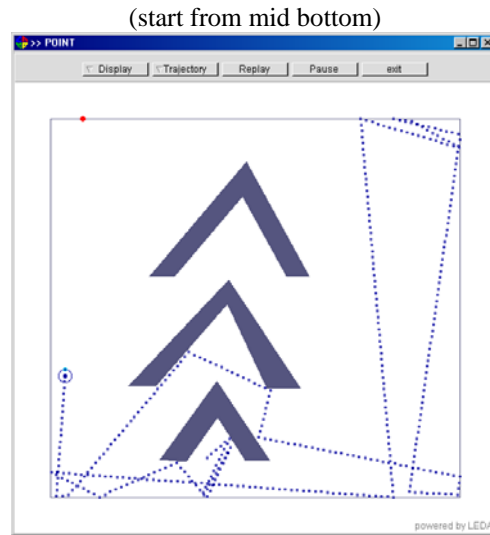 (start from mid bottom)
>> POINT
Display Trajectory Replay Pause exit
powered by LEDA